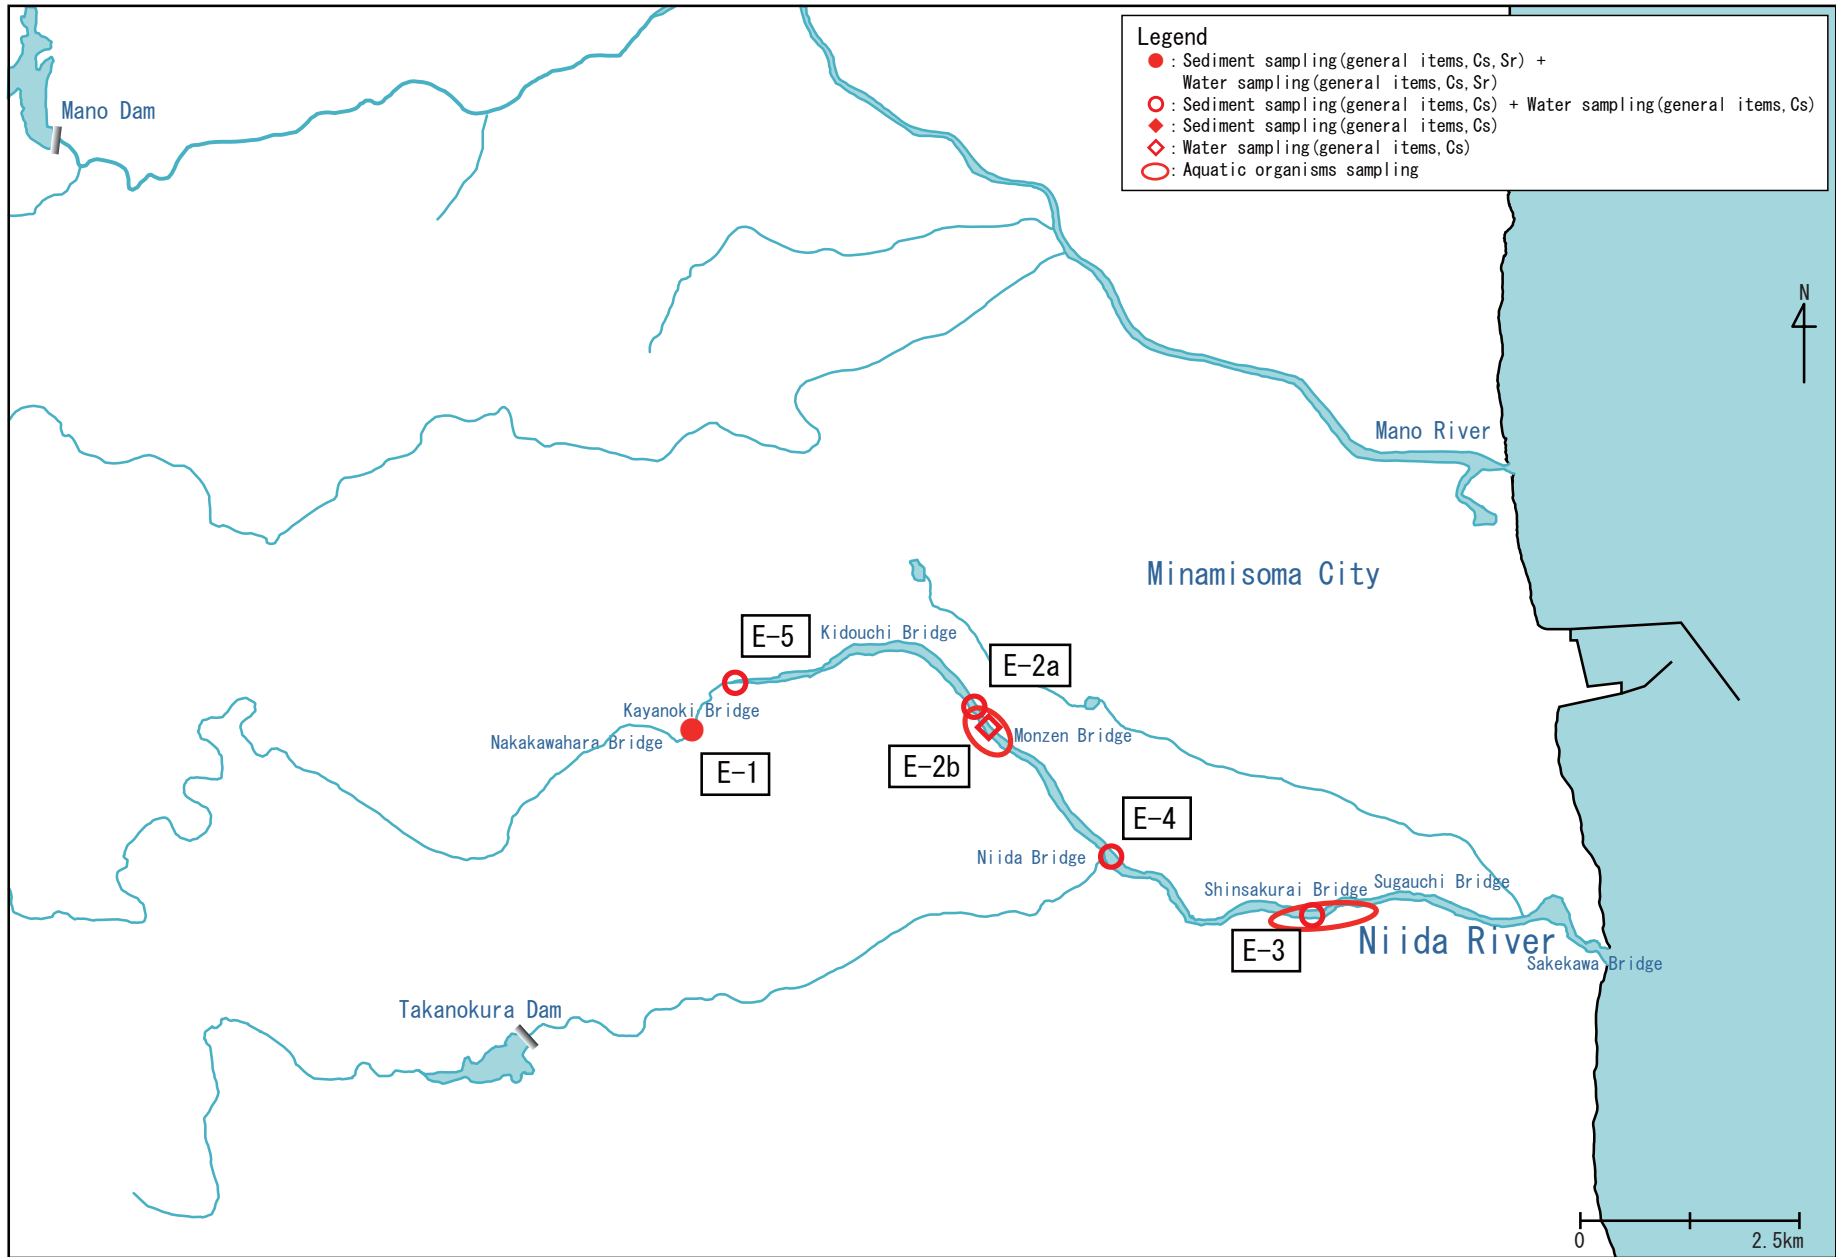 Legend
: Sediment sampling(general items,Cs,Sr) +
Water sampling(general items,Cs,Sr)
: Sediment sampling(general items,Cs) + Water sampling(general items,Cs)
: Sediment sampling(general items,Cs)
: Water sampling(general items,Cs)
: Aquatic organisms sampling
Mano Dam
N
Mano River
Minamisoma City
E-5
Kidouchi Bridge
E-2a
Kayanoki Bridge
Nakakawahara Bridge
Monzen Bridge
E-1
E-2b
E-4
Niida Bridge
Shinsakurai Bridge
Sugauchi Bridge
E-3
Niida River
Sakekawa Bridge
Takanokura Dam
0
2.5km